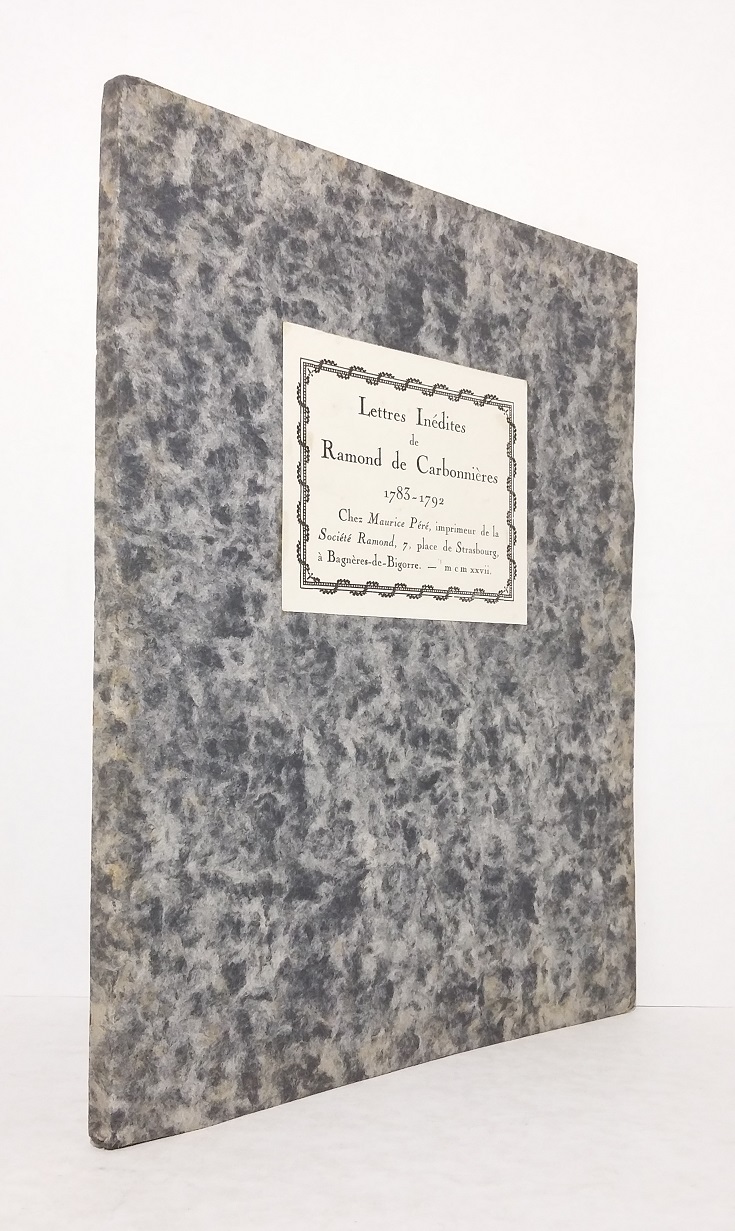 Lettres Inédites
de
Ramond de Carbonnières
1783-1792
Chez Maurice Péré, imprimeur de la
Société Ramond, 7, place de Strasbourg,
à Bagnères-de-Bigorre. — m cm xxvii.